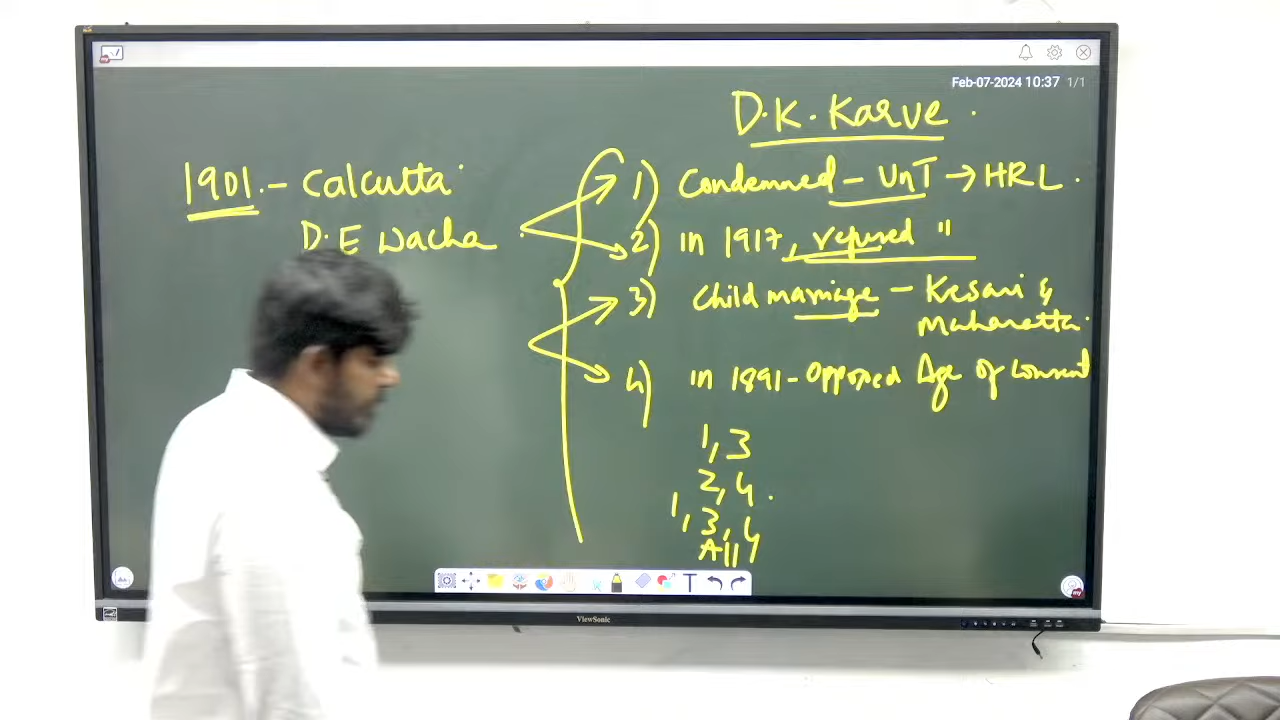 Feb-07-2024 10:37 1/1
D.K. Karve.
1901.- Calcutta
D.E Wacha
1) Condemned - UnT → HRL.
2) in 1917, refused "
3) child marriage - Kesari &
Maharatta.
4) in 1891 - Opposed Age of Consent
1, 3
2, 4.
1, 3, 4
All 4
T
ViewSonic